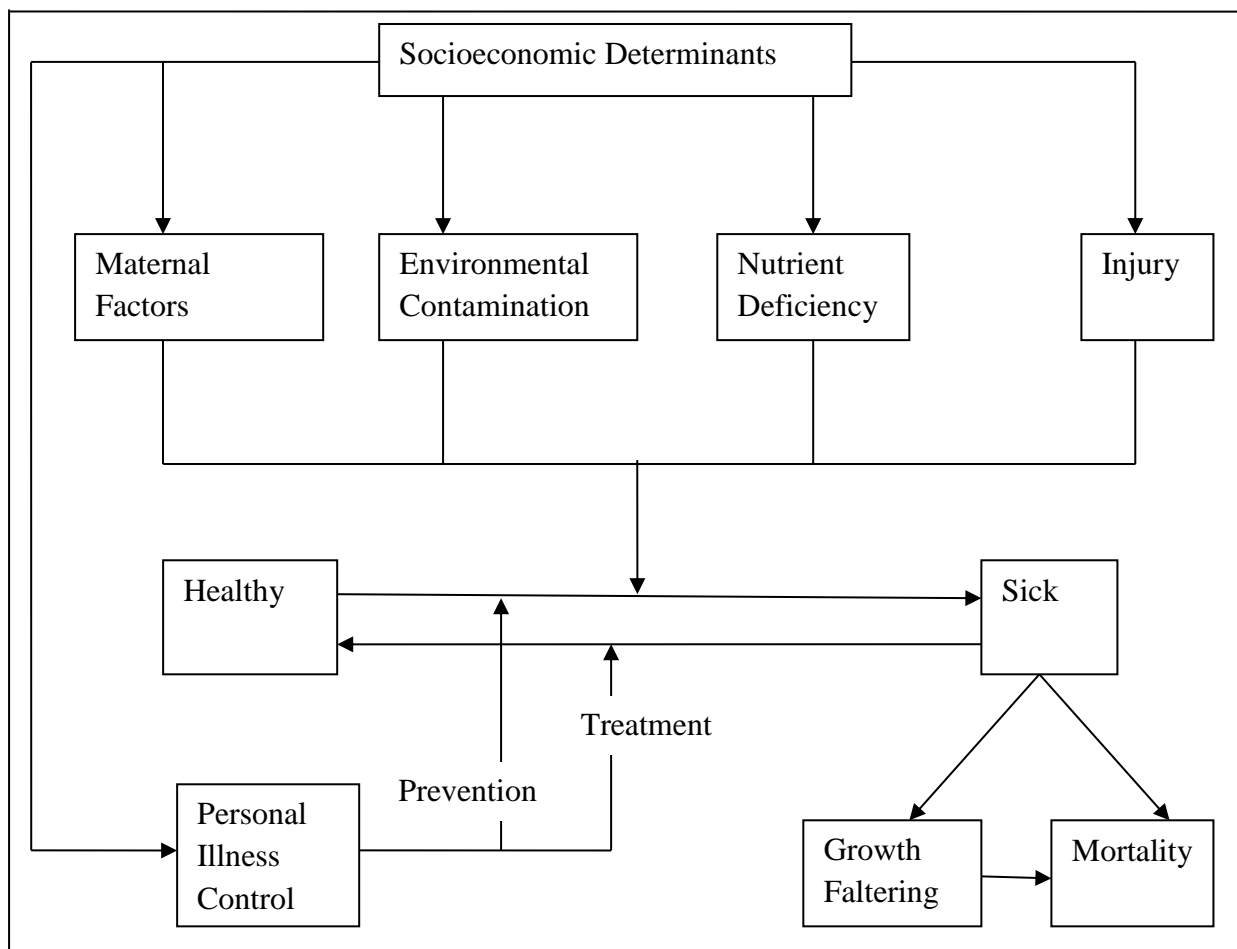 Socioeconomic Determinants
Maternal
Factors
Environmental
Contamination
Nutrient
Deficiency
Injury
Healthy
Sick
Treatment
Prevention
Personal
Illness
Control
Growth
Faltering
Mortality